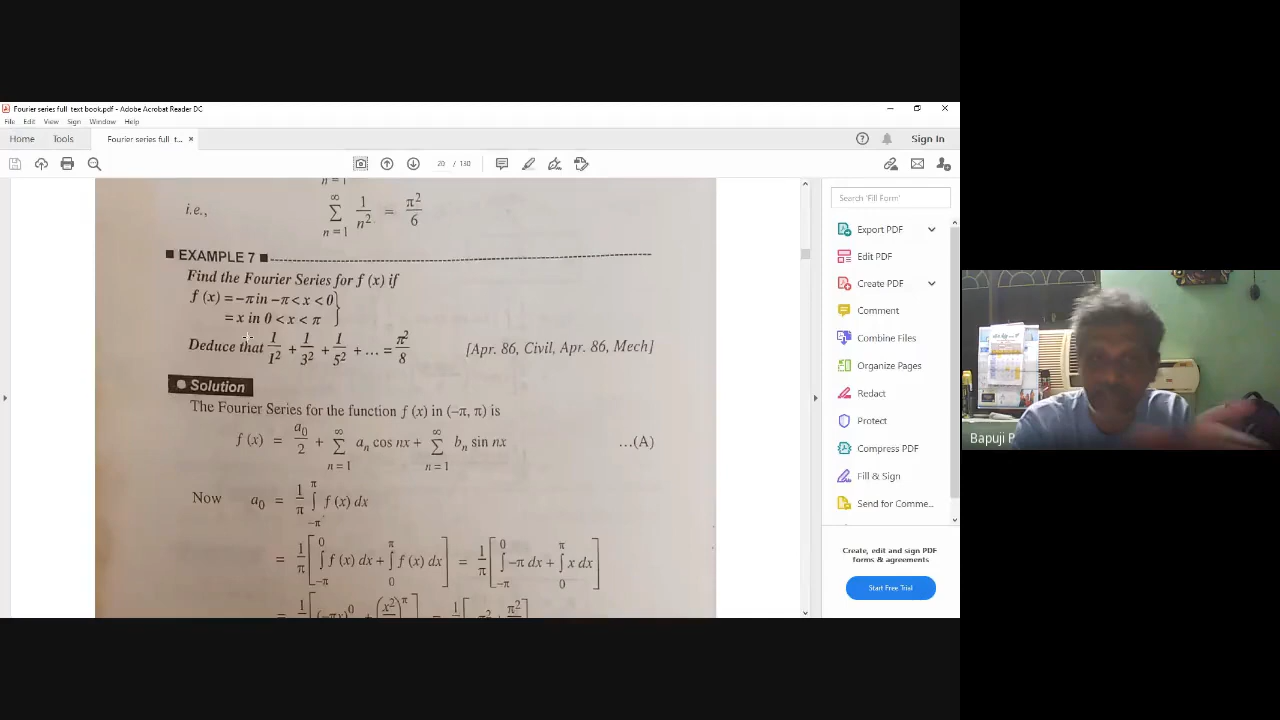 Fourier series full text book.pdf - Adobe Acrobat Reader DC
File Edit View Sign Window Help
Home Tools Fourier series full t... × Sign In
20 / 130
n = 1
i.e., ∞ ∑ n = 1 1/n² = π²/6
■ EXAMPLE 7 ■
Find the Fourier Series for f (x) if
f (x) = −π in −π < x < 0}
= x in 0 < x < π
Deduce that 1/1² + 1/3² + 1/5² + ... = π²/8 [Apr. 86, Civil, Apr. 86, Mech]
● Solution
The Fourier Series for the function f (x) in (−π, π) is
f (x) = a₀/2 + ∞ ∑ n = 1 aₙ cos nx + ∞ ∑ n = 1 bₙ sin nx ...(A)
Now a₀ = 1/π ∫_{−π}^{π} f (x) dx
= 1/π [∫_{−π}^{0} f (x) dx + ∫_{0}^{π} f (x) dx] = 1/π [∫_{−π}^{0} −π dx + ∫_{0}^{π} x dx]
Search 'Fill Form'
Export PDF
Edit PDF
Create PDF
Comment
Combine Files
Organize Pages
Redact
Protect
Compress PDF
Fill & Sign
Send for Comme...
Create, edit and sign PDF
forms & agreements
Start Free Trial
Bapuji P